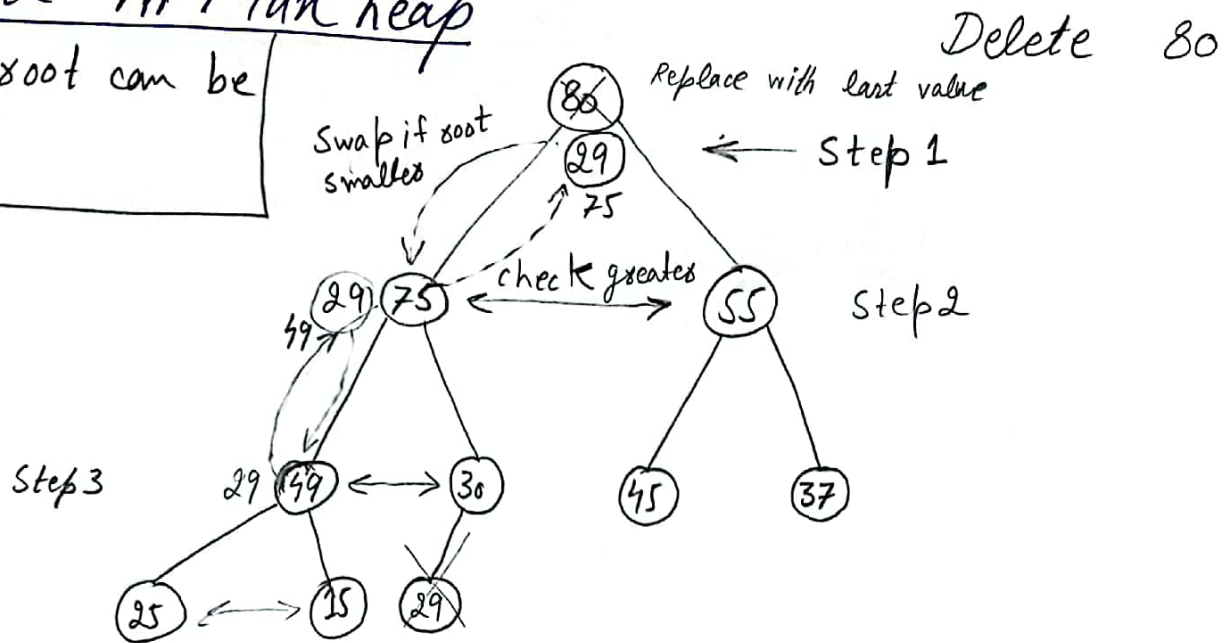 heap
root can be
Delete 80
80 Replace with last value
Swap if root
smaller
29
75
← Step 1
29 75 check greater 55 Step 2
49
Step 3 29 49 30 45 37
25 15 29